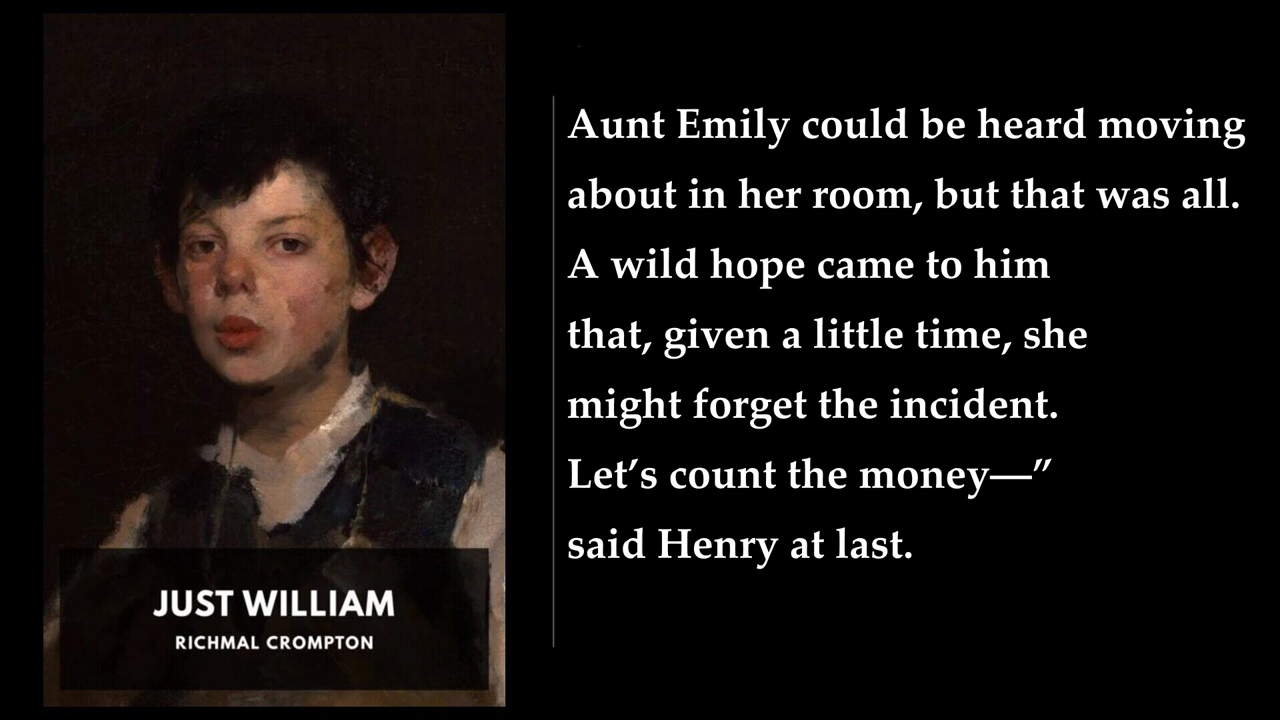 JUST WILLIAM
RICHMAL CROMPTON
Aunt Emily could be heard moving
about in her room, but that was all.
A wild hope came to him
that, given a little time, she
might forget the incident.
Let’s count the money—”
said Henry at last.